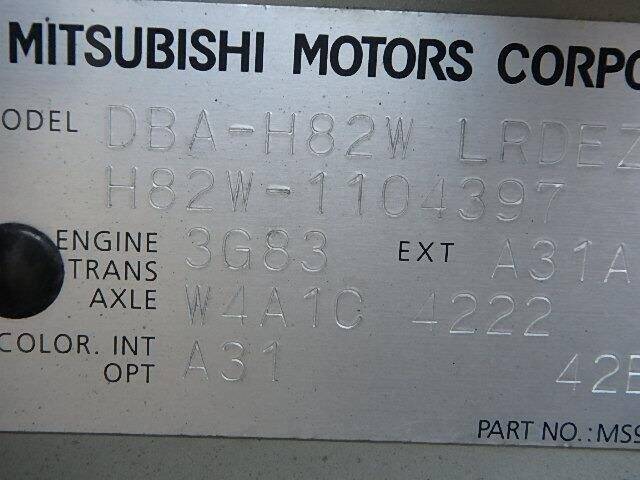 MITSUBISHI MOTORS CORPO
ODEL DBA-H82W LRDEZ
H82W-1104397
ENGINE 3G83 EXT A31A
TRANS
AXLE W4A1C 4222
COLOR. INT A31
OPT 42B
PART NO.:MS9